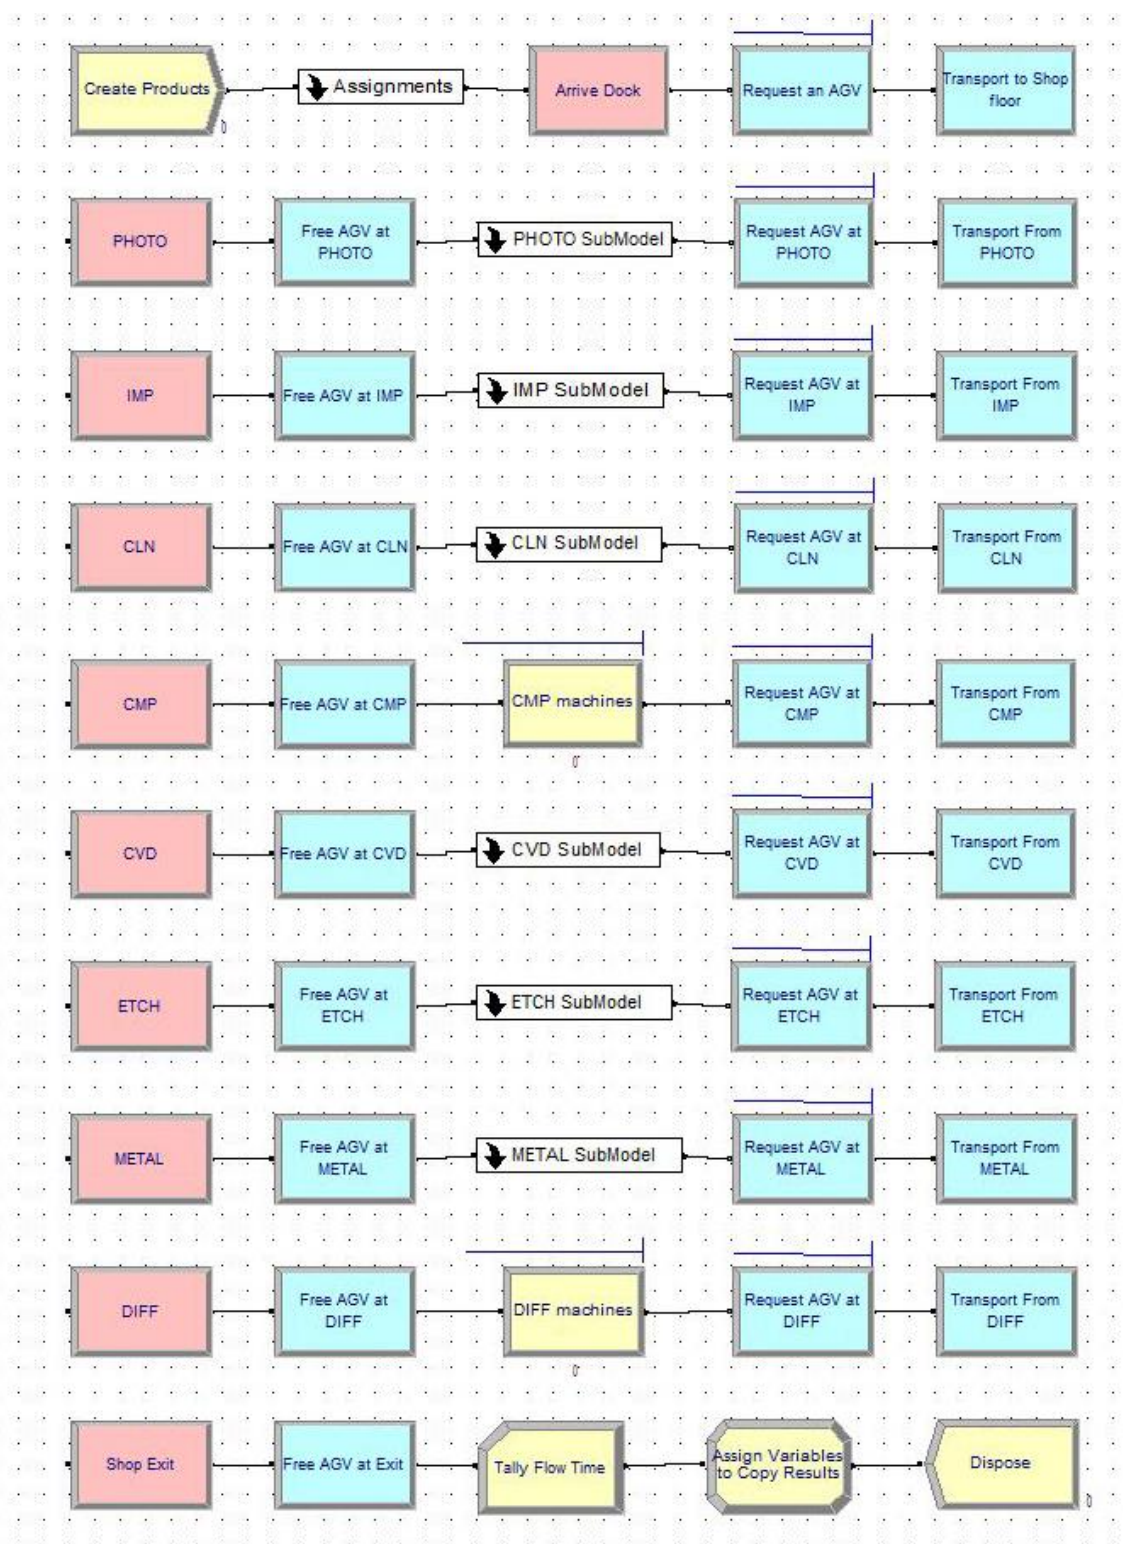 Create Products
Assignments
Arrive Dock
Request an AGV
Transport to Shop
floor
0
PHOTO
Free AGV at
PHOTO
PHOTO SubModel
Request AGV at
PHOTO
Transport From
PHOTO
IMP
Free AGV at IMP
IMP SubModel
Request AGV at
IMP
Transport From
IMP
CLN
Free AGV at CLN
CLN SubModel
Request AGV at
CLN
Transport From
CLN
CMP
Free AGV at CMP
CMP machines
0
Request AGV at
CMP
Transport From
CMP
CVD
Free AGV at CVD
CVD SubModel
Request AGV at
CVD
Transport From
CVD
ETCH
Free AGV at
ETCH
ETCH SubModel
Request AGV at
ETCH
Transport From
ETCH
METAL
Free AGV at
METAL
METAL SubModel
Request AGV at
METAL
Transport From
METAL
DIFF
Free AGV at
DIFF
DIFF machines
0
Request AGV at
DIFF
Transport From
DIFF
Shop Exit
Free AGV at Exit
Tally Flow Time
Assign Variables
to Copy Results
Dispose
0